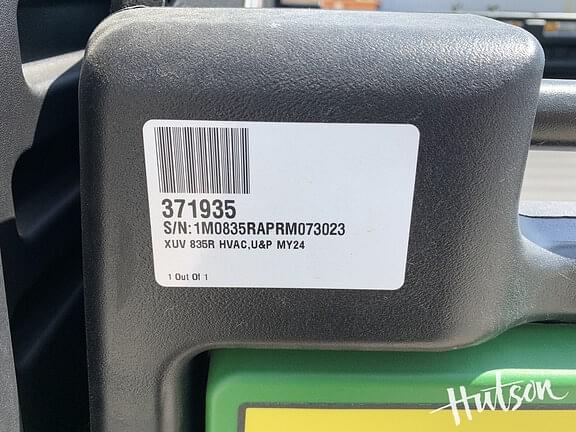 371935
S/N:1M0835RAPRM073023
XUV 835R HVAC,U&P MY24
1 Out Of 1
Hutson